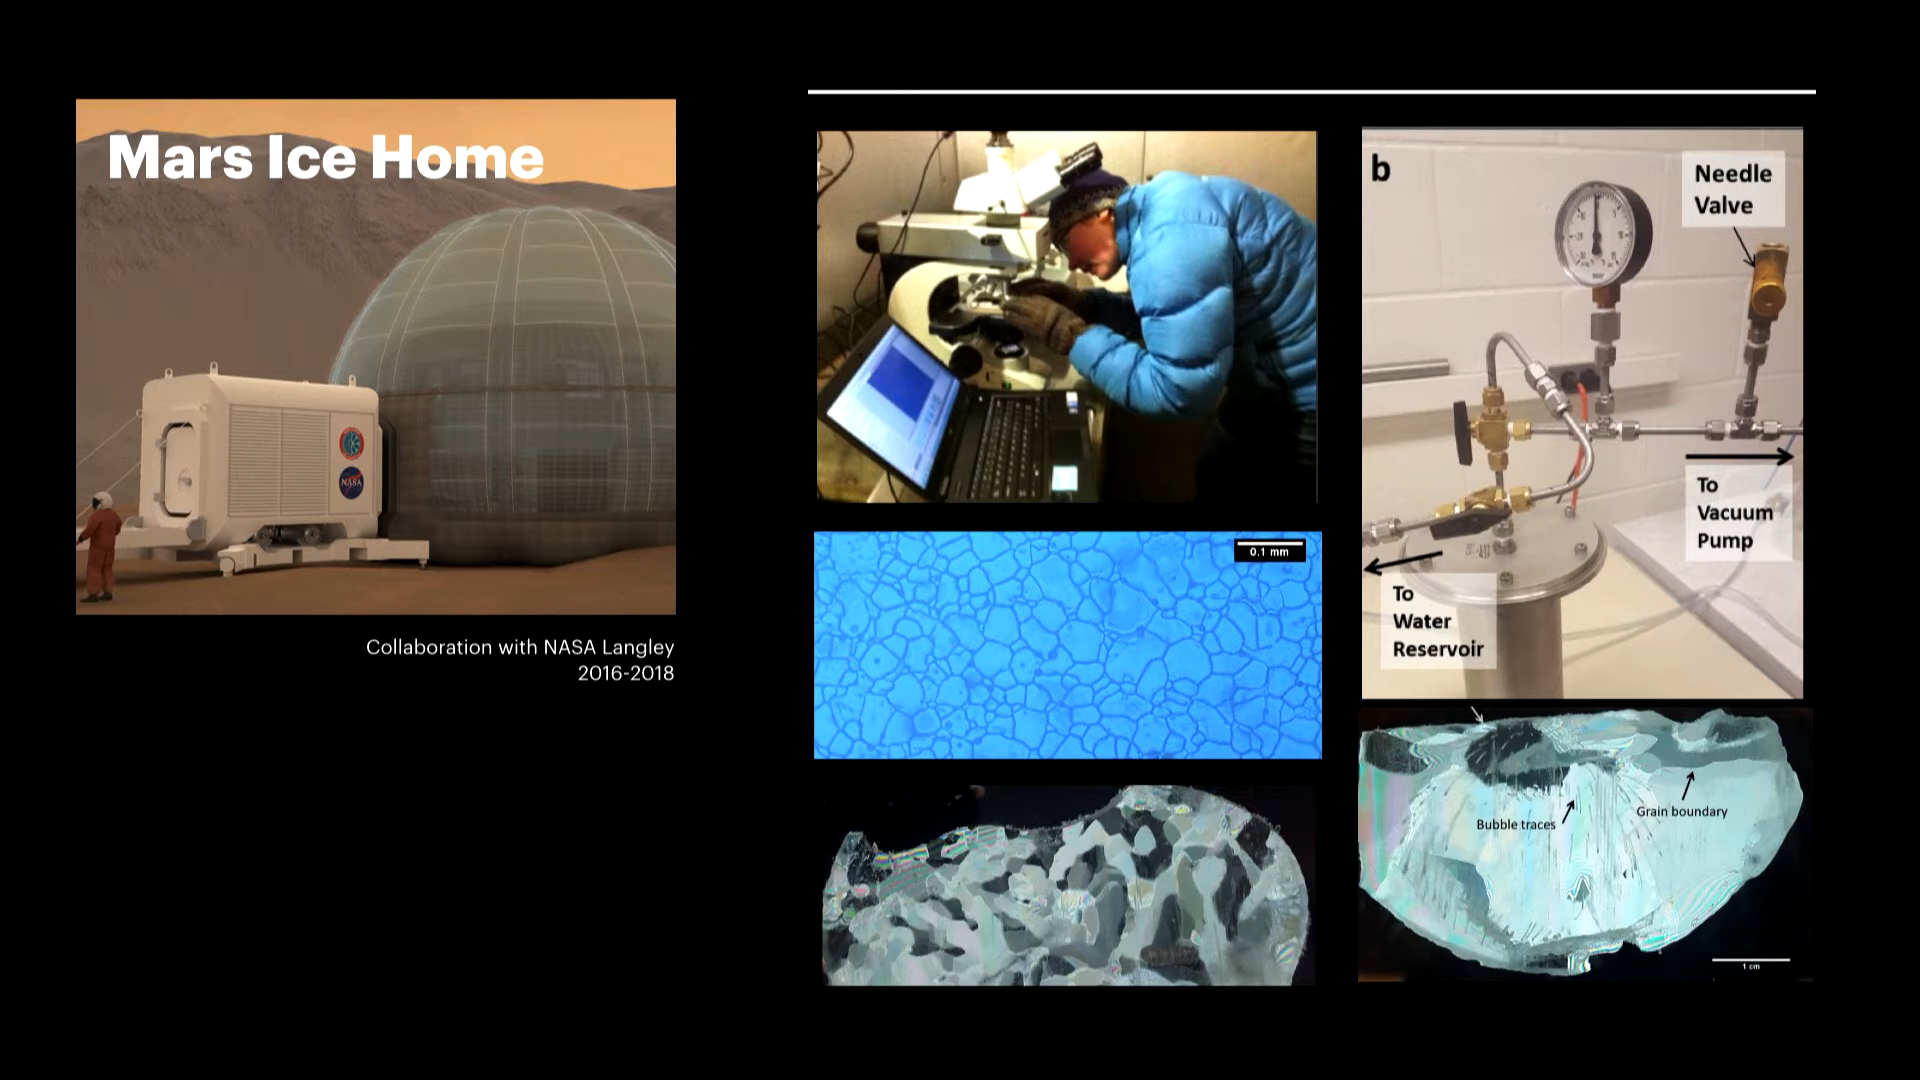 Mars Ice Home
NASA
Collaboration with NASA Langley
2016-2018
0.1 mm
b
Needle
Valve
To
Vacuum
Pump
To
Water
Reservoir
Bubble traces
Grain boundary
1 cm